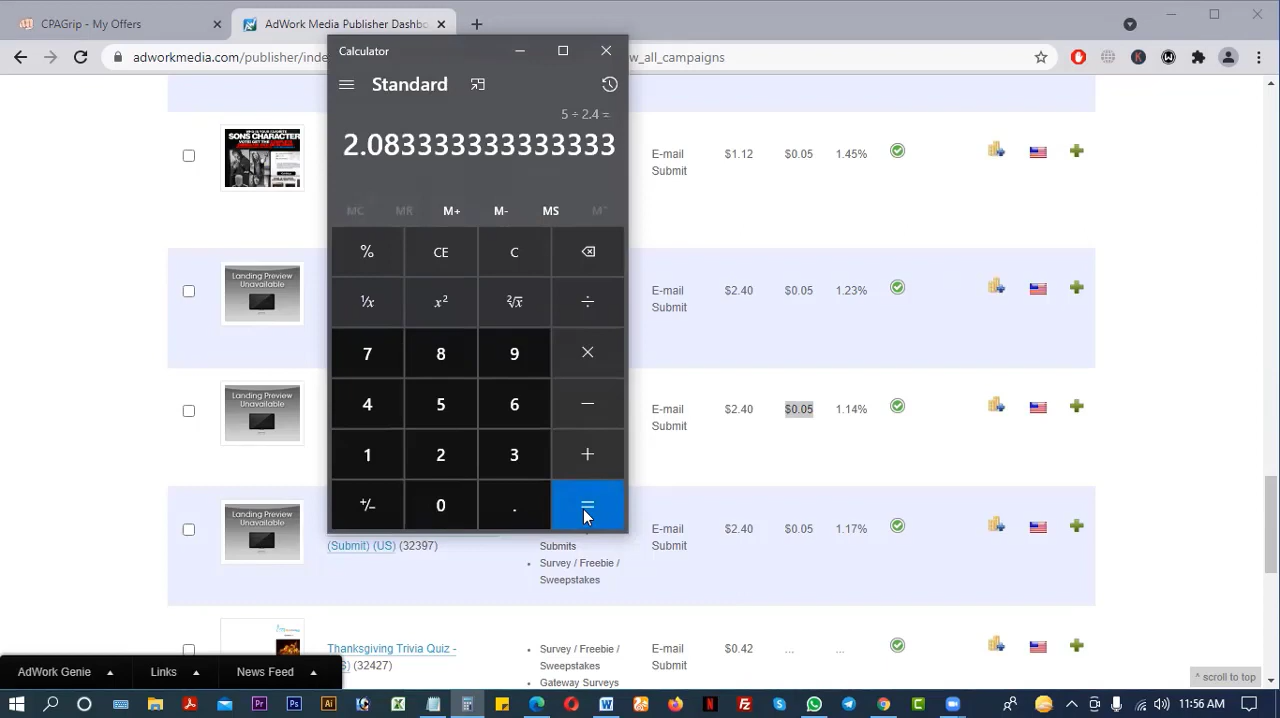 CPAGrip - My Offers
AdWork Media Publisher Dashbo
adworkmedia.com/publisher/inde
w_all_campaigns
Calculator
Standard
5 ÷ 2.4 =
2.083333333333333
MC MR M+ M- MS
% CE C
¹/x x² ²√x ÷
7 8 9 ×
4 5 6 −
1 2 3 +
+/− 0 . =
SONS CHARACTER
E-mail
Submit
$1.12 $0.05 1.45%
Landing Preview
Unavailable
E-mail
Submit
$2.40 $0.05 1.23%
Landing Preview
Unavailable
E-mail
Submit
$2.40 $0.05 1.14%
Landing Preview
Unavailable
(Submit) (US) (32397)
Submits
Survey / Freebie /
Sweepstakes
E-mail
Submit
$2.40 $0.05 1.17%
Thanksgiving Trivia Quiz -
(32427)
Survey / Freebie /
Sweepstakes
Gateway Surveys
E-mail
Submit
$0.42 ... ...
AdWork Genie
Links
News Feed
^ scroll to top
11:56 AM